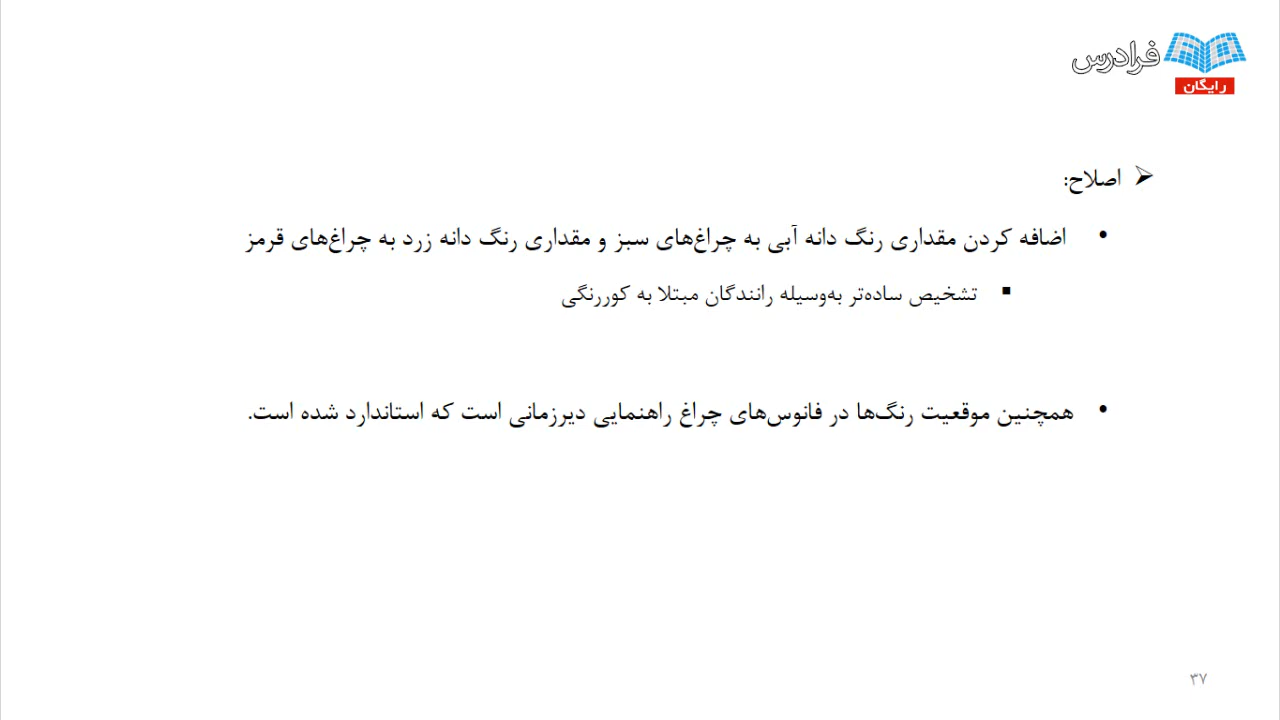 فرادرس
رایگان
➢ اصلاح:
• اضافه کردن مقداری رنگ دانه آبی به چراغ‌های سبز و مقداری رنگ دانه زرد به چراغ‌های قرمز
▪ تشخیص ساده‌تر به‌وسیله رانندگان مبتلا به کوررنگی
• همچنین موقعیت رنگ‌ها در فانوس‌های چراغ راهنمایی دیرزمانی است که استاندارد شده است.
۳۷